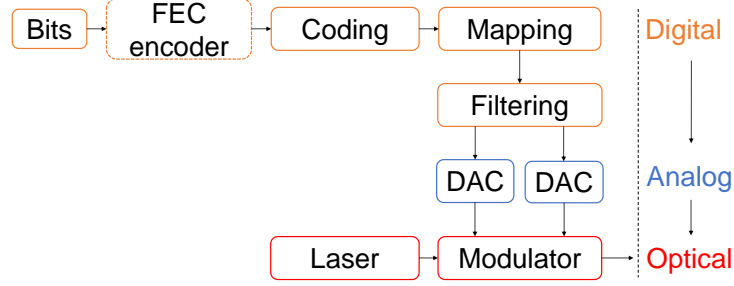 Bits
FEC
encoder
Coding
Mapping
Digital
Filtering
DAC
DAC
Analog
Laser
Modulator
Optical